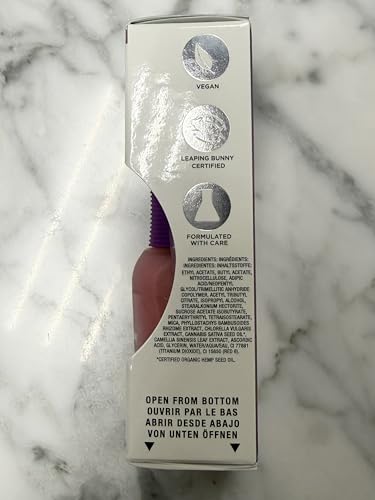 VEGAN
LEAPING BUNNY
CERTIFIED
FORMULATED
WITH CARE
INGREDIENTS: INGRÉDIENTS:
INGREDIENTES: INHALTSTOFFE:
ETHYL ACETATE, BUTYL ACETATE,
NITROCELLULOSE, ADIPIC
ACID/NEOPENTYL
GLYCOL/TRIMELLITIC ANHYDRIDE
COPOLYMER, ACETYL TRIBUTYL
CITRATE, ISOPROPYL ALCOHOL,
STEARALKONIUM HECTORITE,
SUCROSE ACETATE ISOBUTYRATE,
PENTAERYTHRITYL TETRAISOSTEARATE,
MICA, PHYLLOSTACHYS BAMBUSOIDES
RHIZOME EXTRACT, CHLORELLA VULGARIS
EXTRACT, CANNABIS SATIVA SEED OIL*,
CAMELLIA SINENSIS LEAF EXTRACT, ASCORBIC
ACID, GLYCERIN, WATER/AQUA/EAU, CI 77891
(TITANIUM DIOXIDE), CI 15850 (RED 6).
*CERTIFIED ORGANIC HEMP SEED OIL.
OPEN FROM BOTTOM
OUVRIR PAR LE BAS
ABRIR DESDE ABAJO
VON UNTEN ÖFFNEN